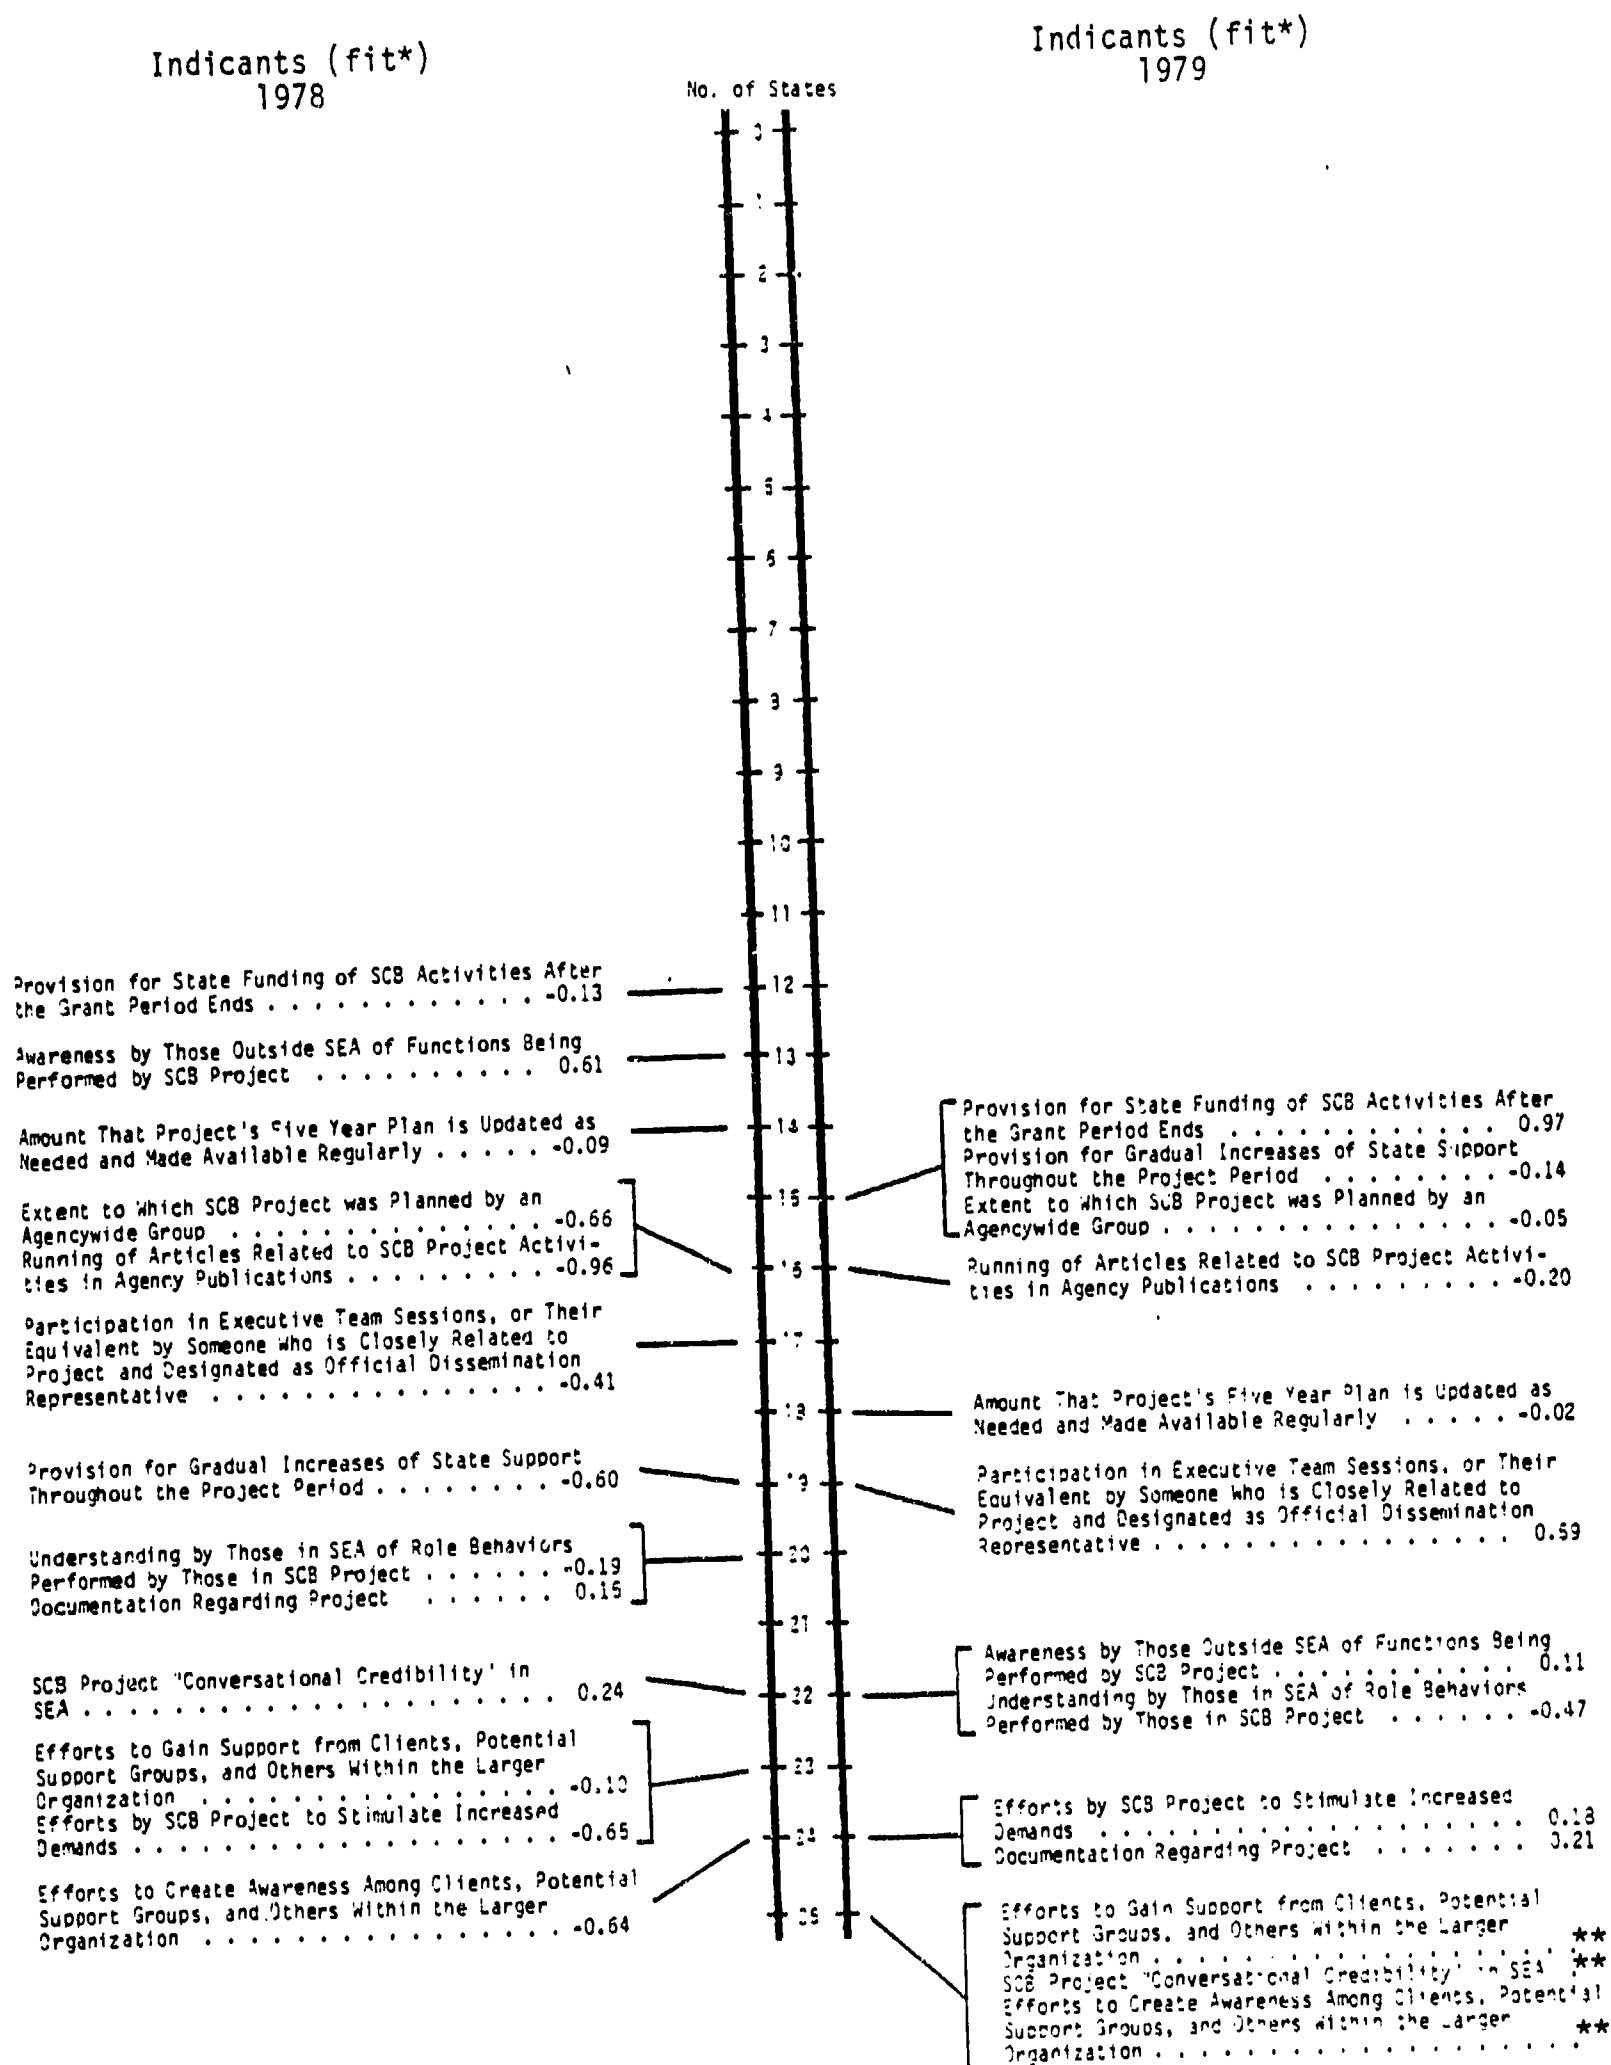 Indicants (fit*)
1978
Indicants (fit*)
1979
No. of States
0
1
2
3
4
5
6
7
8
9
10
11
12
13
14
15
16
17
18
19
20
21
22
23
24
25
Provision for State Funding of SCB Activities After
the Grant Period Ends . . . . . . . . . . . . -0.13
Awareness by Those Outside SEA of Functions Being
Performed by SCB Project . . . . . . . . . . 0.61
Amount That Project's Five Year Plan is Updated as
Needed and Made Available Regularly . . . . . -0.09
Extent to Which SCB Project was Planned by an
Agencywide Group . . . . . . . . . . . . . . -0.66
Running of Articles Related to SCB Project Activi-
ties in Agency Publications . . . . . . . . . -0.96
Participation in Executive Team Sessions, or Their
Equivalent by Someone Who is Closely Related to
Project and Designated as Official Dissemination
Representative . . . . . . . . . . . . . . . -0.41
Provision for Gradual Increases of State Support
Throughout the Project Period . . . . . . . . -0.60
Understanding by Those in SEA of Role Behaviors
Performed by Those in SCB Project . . . . . . -0.19
Documentation Regarding Project . . . . . . 0.15
SCB Project "Conversational Credibility" in
SEA . . . . . . . . . . . . . . . . . . 0.24
Efforts to Gain Support from Clients, Potential
Support Groups, and Others Within the Larger
Organization . . . . . . . . . . . . . . . -0.10
Efforts by SCB Project to Stimulate Increased
Demands . . . . . . . . . . . . . . . . . . -0.65
Efforts to Create Awareness Among Clients, Potential
Support Groups, and Others Within the Larger
Organization . . . . . . . . . . . . . . . . -0.64
Provision for State Funding of SCB Activities After
the Grant Period Ends . . . . . . . . . . . . 0.97
Provision for Gradual Increases of State Support
Throughout the Project Period . . . . . . . . -0.14
Extent to Which SCB Project was Planned by an
Agencywide Group . . . . . . . . . . . . . . . -0.05
Running of Articles Related to SCB Project Activi-
ties in Agency Publications . . . . . . . . . -0.20
Amount That Project's Five Year Plan is Updated as
Needed and Made Available Regularly . . . . . -0.02
Participation in Executive Team Sessions, or Their
Equivalent by Someone Who is Closely Related to
Project and Designated as Official Dissemination
Representative . . . . . . . . . . . . . . . 0.59
Awareness by Those Outside SEA of Functions Being
Performed by SCB Project . . . . . . . . . . . 0.11
Understanding by Those in SEA of Role Behaviors
Performed by Those in SCB Project . . . . . . -0.47
Efforts by SCB Project to Stimulate Increased
Demands . . . . . . . . . . . . . . . . . . 0.18
Documentation Regarding Project . . . . . . . 0.21
Efforts to Gain Support from Clients, Potential
Support Groups, and Others Within the Larger
Organization . . . . . . . . . . . . . . . . **
SCB Project "Conversational Credibility" in SEA . **
Efforts to Create Awareness Among Clients, Potential
Support Groups, and Others Within the Larger
Organization . . . . . . . . . . . . . . . . **